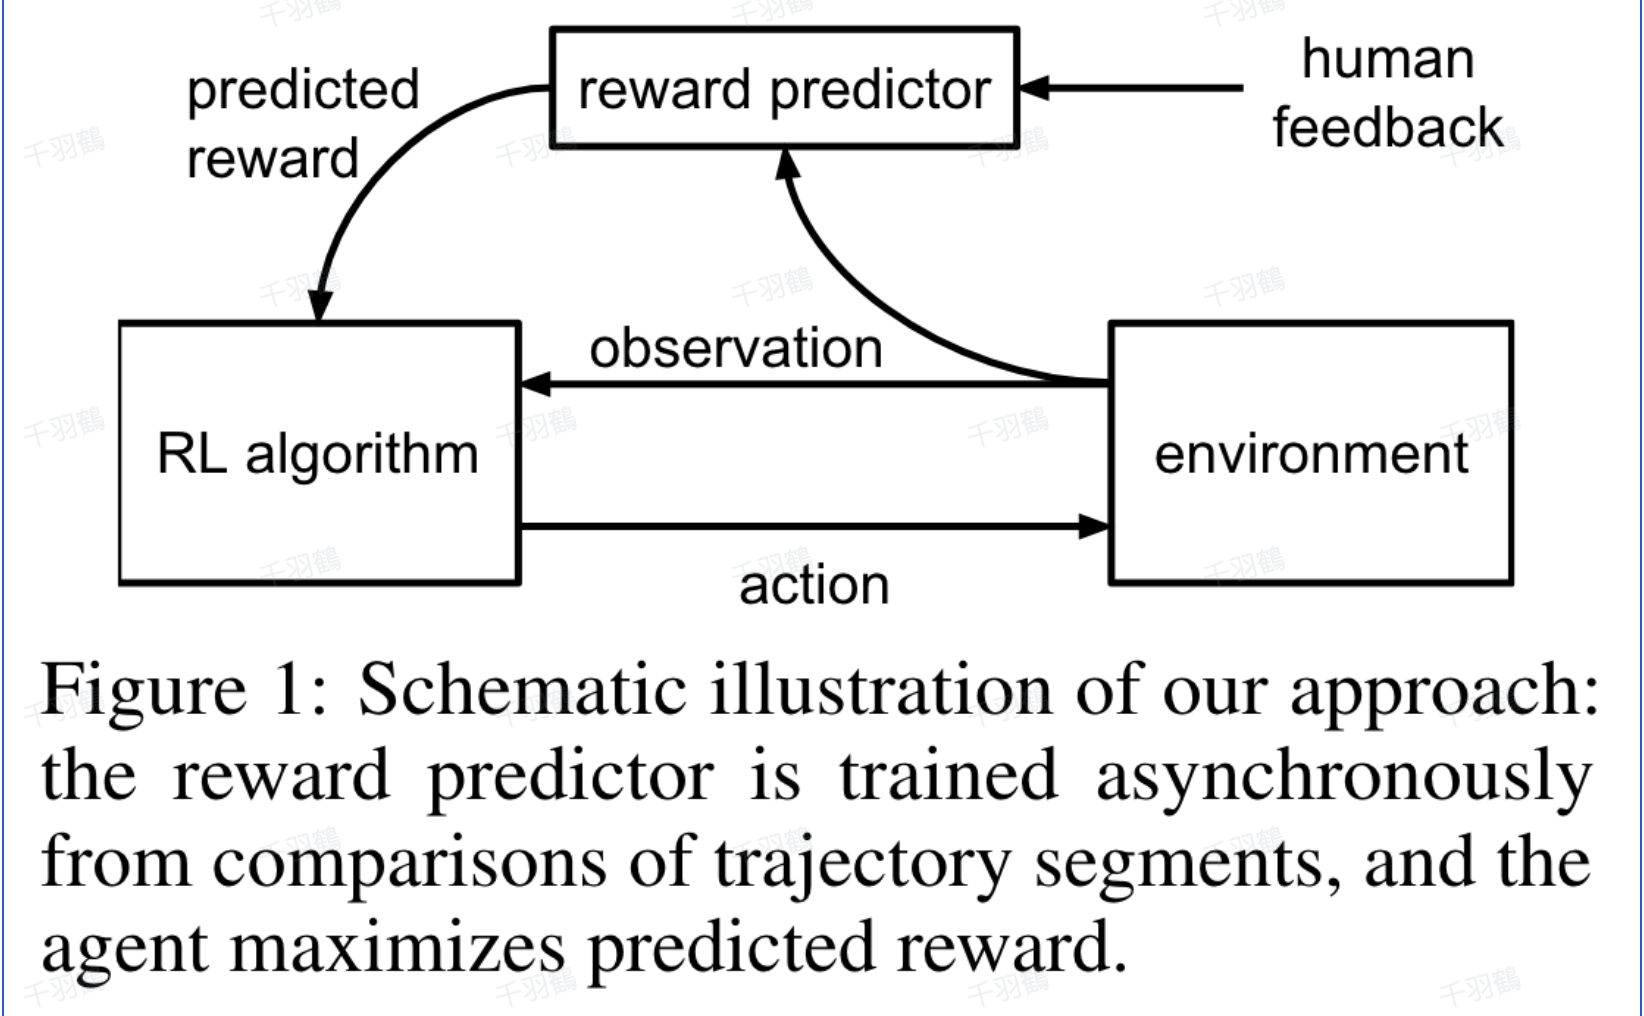 predicted
reward
reward predictor
human
feedback
observation
RL algorithm
environment
action
Figure 1: Schematic illustration of our approach:
the reward predictor is trained asynchronously
from comparisons of trajectory segments, and the
agent maximizes predicted reward.
千羽鶴